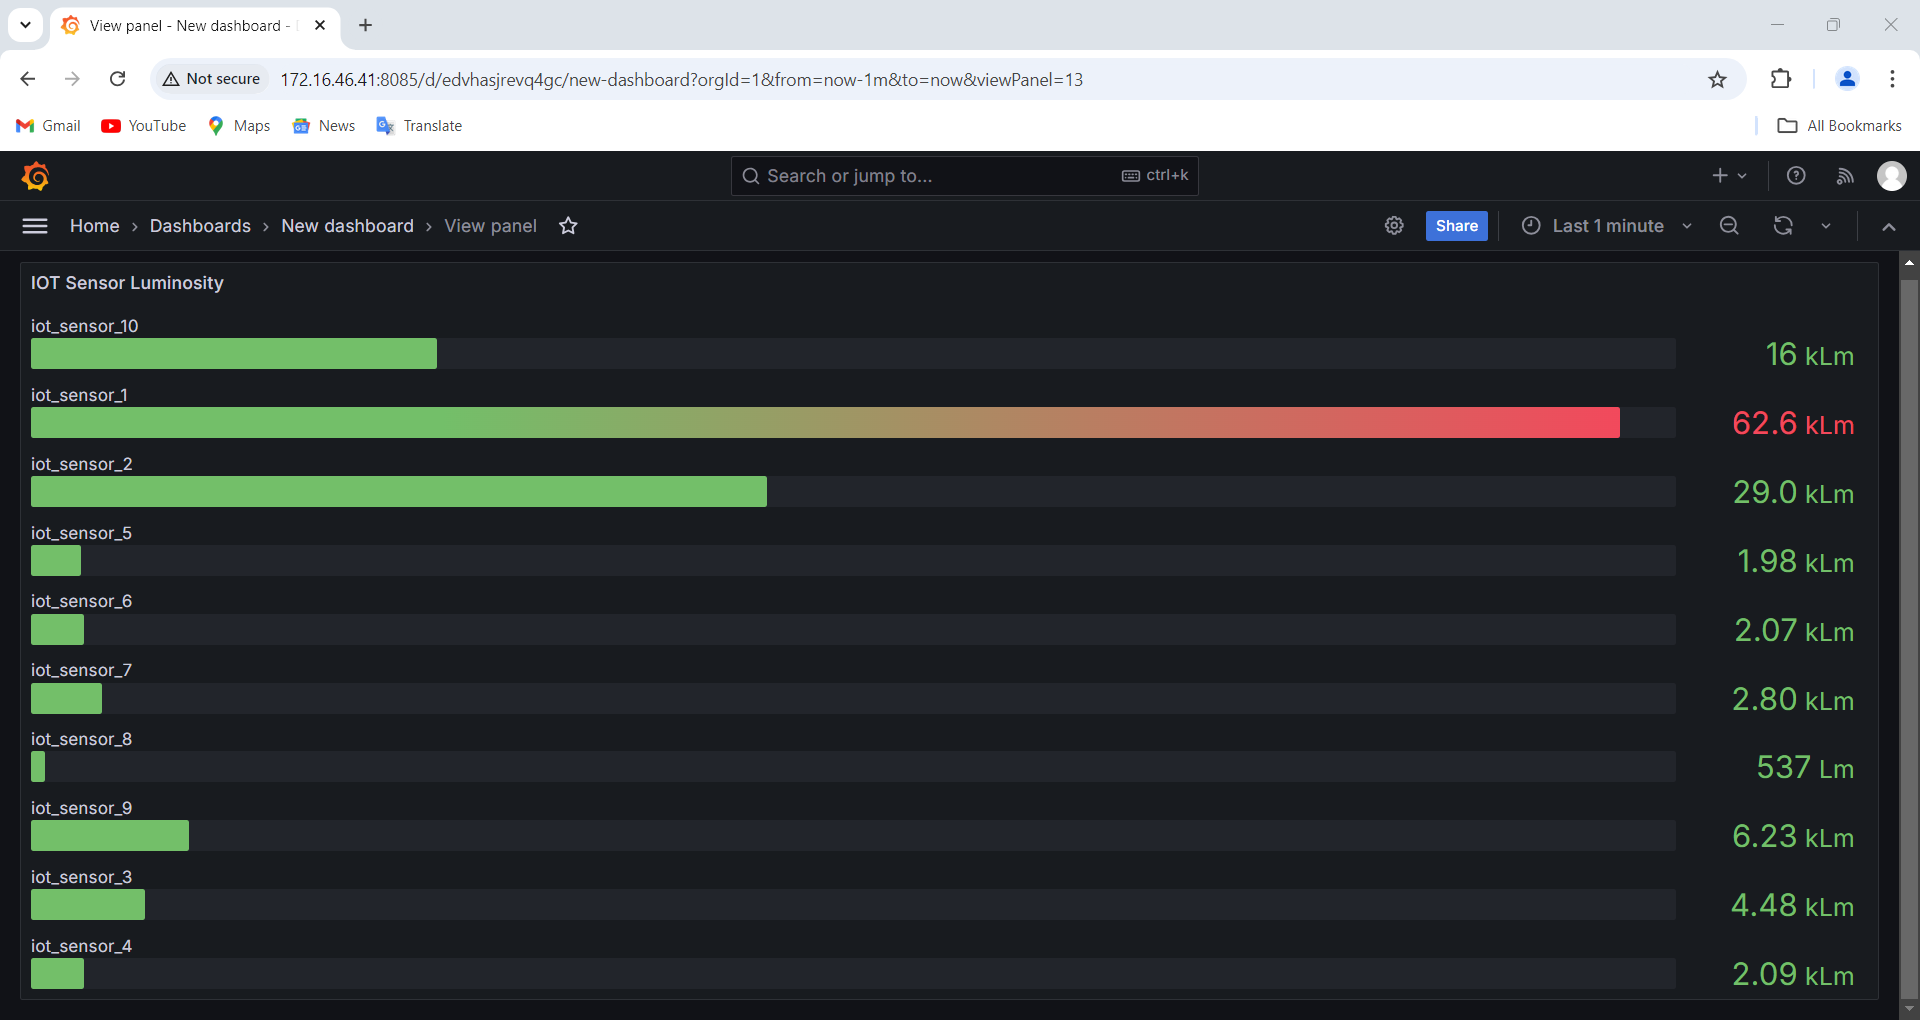 View panel - New dashboard -
Not secure
172.16.46.41:8085/d/edvhasjrevq4gc/new-dashboard?orgId=1&from=now-1m&to=now&viewPanel=13
Gmail
YouTube
Maps
News
Translate
All Bookmarks
Search or jump to...
ctrl+k
Home › Dashboards › New dashboard › View panel
Share
Last 1 minute
IOT Sensor Luminosity
iot_sensor_10
16 kLm
iot_sensor_1
62.6 kLm
iot_sensor_2
29.0 kLm
iot_sensor_5
1.98 kLm
iot_sensor_6
2.07 kLm
iot_sensor_7
2.80 kLm
iot_sensor_8
537 Lm
iot_sensor_9
6.23 kLm
iot_sensor_3
4.48 kLm
iot_sensor_4
2.09 kLm